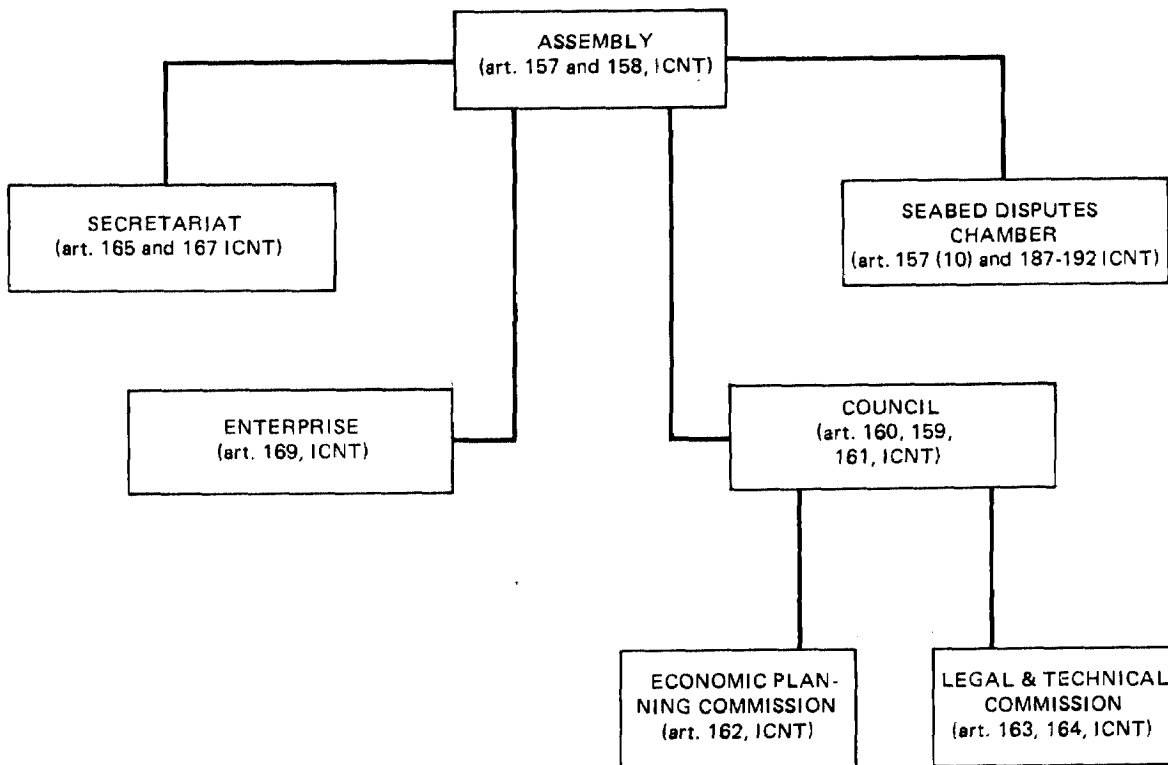 ASSEMBLY
(art. 157 and 158, ICNT)
SECRETARIAT
(art. 165 and 167 ICNT)
SEABED DISPUTES
CHAMBER
(art. 157 (10) and 187-192 ICNT)
ENTERPRISE
(art. 169, ICNT)
COUNCIL
(art. 160, 159,
161, ICNT)
ECONOMIC PLAN-
NING COMMISSION
(art. 162, ICNT)
LEGAL & TECHNICAL
COMMISSION
(art. 163, 164, ICNT)